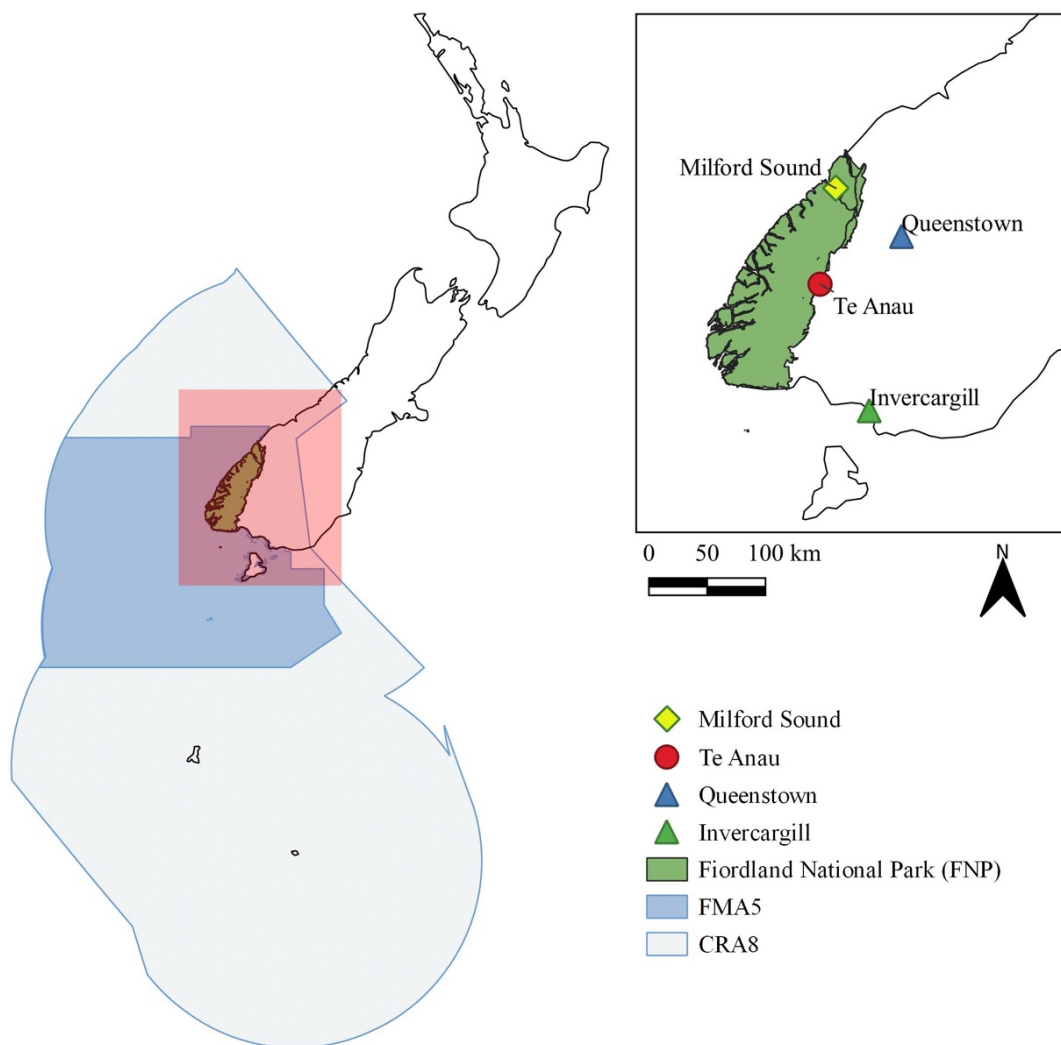 Milford Sound
Queenstown
Te Anau
Invercargill
0 50 100 km
N
Milford Sound
Te Anau
Queenstown
Invercargill
Fiordland National Park (FNP)
FMA5
CRA8